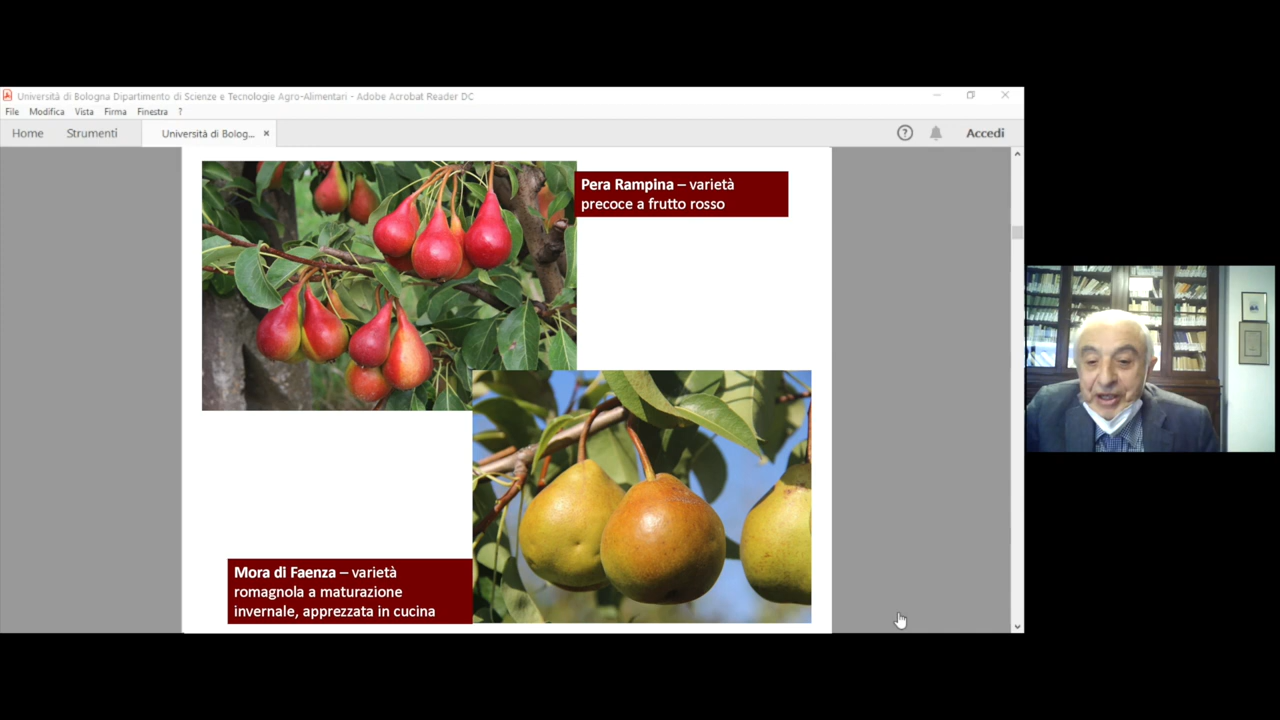 Università di Bologna Dipartimento di Scienze e Tecnologie Agro-Alimentari - Adobe Acrobat Reader DC
File Modifica Vista Firma Finestra ?
Home Strumenti Università di Bolog... × ? Accedi
Pera Rampina – varietà
precoce a frutto rosso
Mora di Faenza – varietà
romagnola a maturazione
invernale, apprezzata in cucina